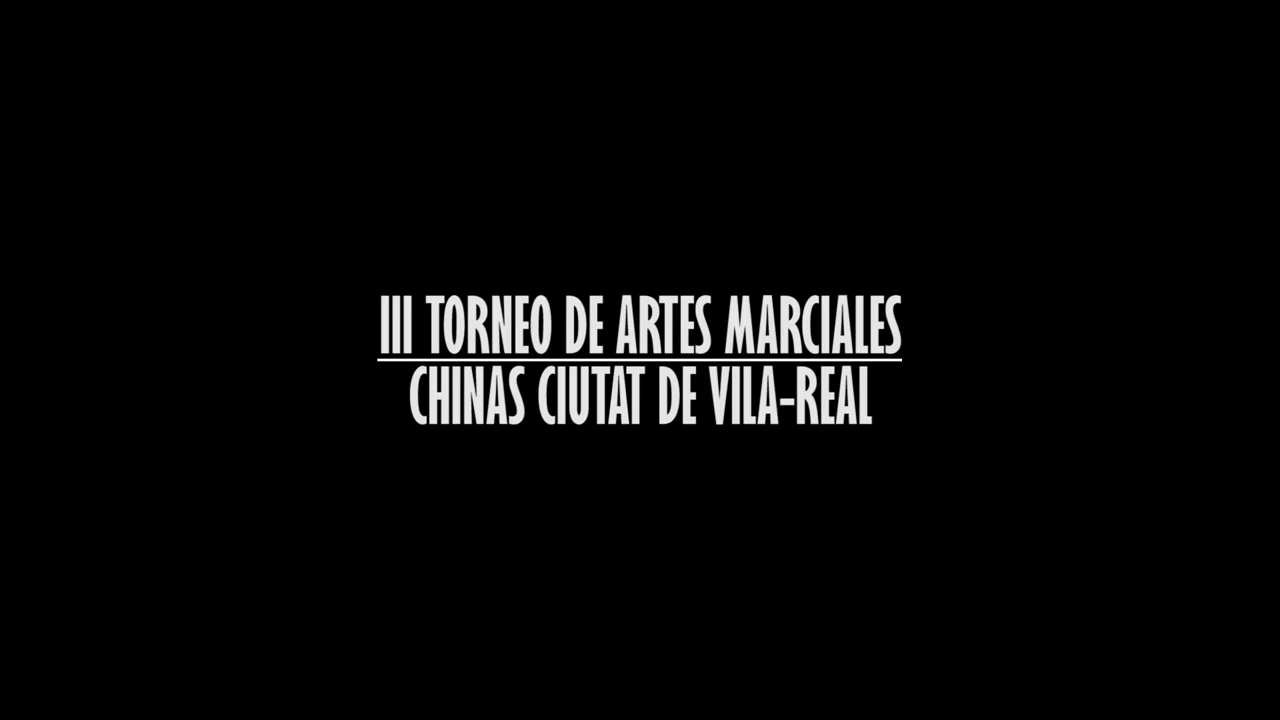 III TORNEO DE ARTES MARCIALES
CHINAS CIUTAT DE VILA-REAL